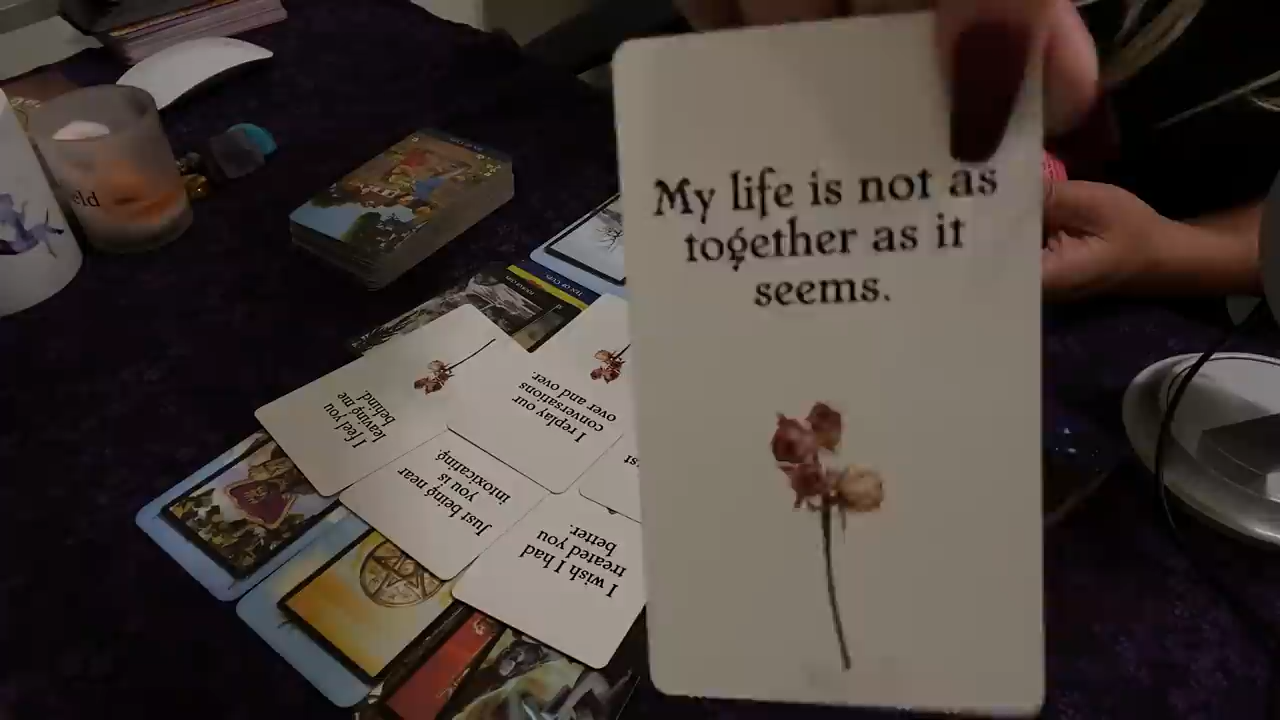 My life is not as
together as it
seems.
I feel you
leaving me
behind.
I replay our
conversations
over and over.
Just being near
you is
intoxicating.
I wish I had
treated you
better.
eld